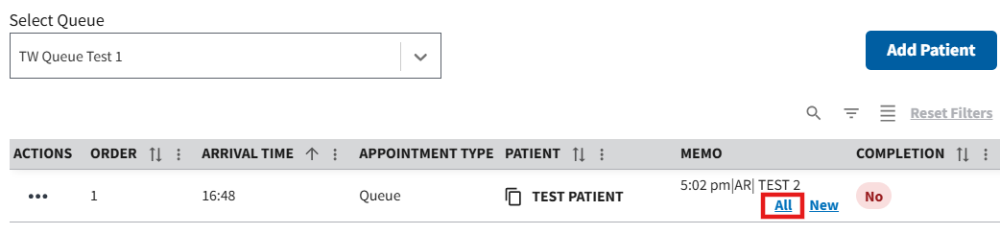 Select Queue
TW Queue Test 1
Add Patient
Reset Filters
ACTIONS ORDER ARRIVAL TIME APPOINTMENT TYPE PATIENT MEMO COMPLETION
1 16:48 Queue TEST PATIENT 5:02 pm|AR| TEST 2 No
All New